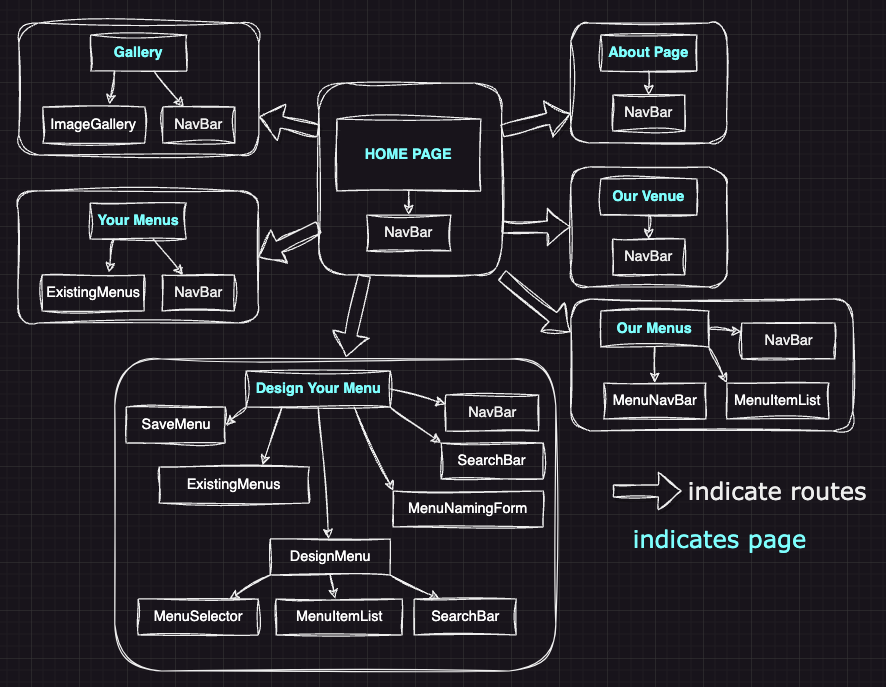 Gallery
ImageGallery
NavBar
About Page
NavBar
HOME PAGE
NavBar
Your Menus
ExistingMenus
NavBar
Our Venue
NavBar
Our Menus
NavBar
MenuNavBar
MenuItemList
Design Your Menu
SaveMenu
NavBar
SearchBar
ExistingMenus
MenuNamingForm
DesignMenu
MenuSelector
MenuItemList
SearchBar
indicate routes
indicates page